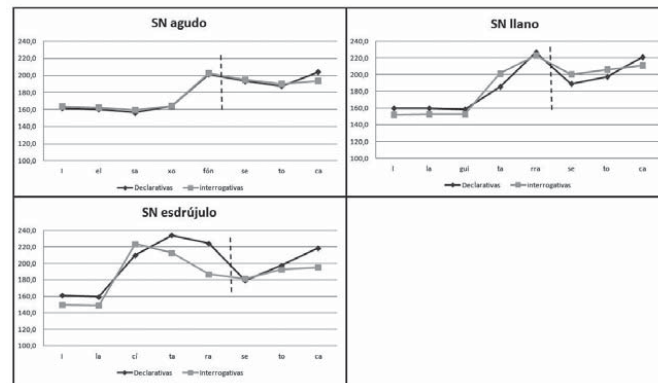 SN agudo
240,0
220,0
200,0
180,0
160,0
140,0
120,0
100,0
I el sa xo fón se to ca
Declarativas Interrogativas
SN llano
240,0
220,0
200,0
180,0
160,0
140,0
120,0
100,0
I la gui ta rra se to ca
Declarativas Interrogativas
SN esdrújulo
240,0
220,0
200,0
180,0
160,0
140,0
120,0
100,0
I la cí ta ra se to ca
Declarativas Interrogativas